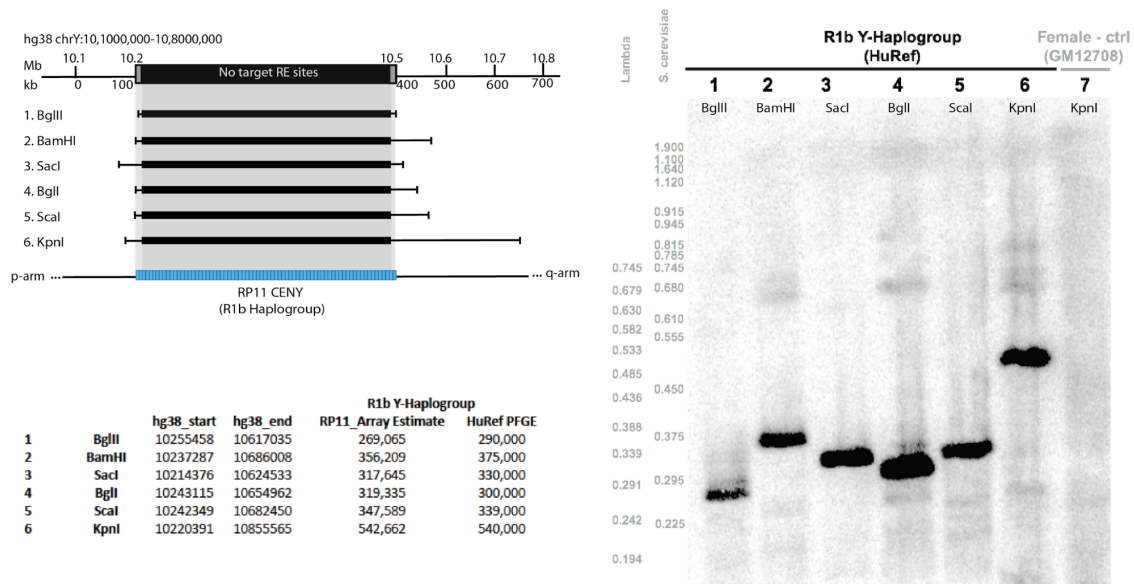 hg38 chrY:10,1000,000-10,8000,000
10.1 10.2 10.5 10.6 10.7 10.8
Mb
No target RE sites
kb 0 100 400 500 600 700
1. BglII
2. BamHI
3. SacI
4. BglI
5. ScaI
6. KpnI
p-arm ... ... q-arm
RP11 CENY
(R1b Haplogroup)
R1b Y-Haplogroup
hg38_start hg38_end RP11_Array Estimate HuRef PFGE
1 BglII 10255458 10617035 269,065 290,000
2 BamHI 10237287 10686008 356,209 375,000
3 SacI 10214376 10624533 317,645 330,000
4 BglI 10243115 10654962 319,335 300,000
5 ScaI 10242349 10682450 347,589 339,000
6 KpnI 10220391 10855565 542,662 540,000
Lambda
S. cerevisiae
R1b Y-Haplogroup
(HuRef)
Female - ctrl
(GM12708)
1 2 3 4 5 6 7
BglII BamHI SacI BglI ScaI KpnI KpnI
1.900
1.100
1.640
1.120
0.915
0.945
0.815
0.785
0.745 0.745
0.679 0.680
0.630
0.610
0.582
0.555
0.533
0.485
0.450
0.436
0.388
0.375
0.339
0.295
0.291
0.242
0.225
0.194